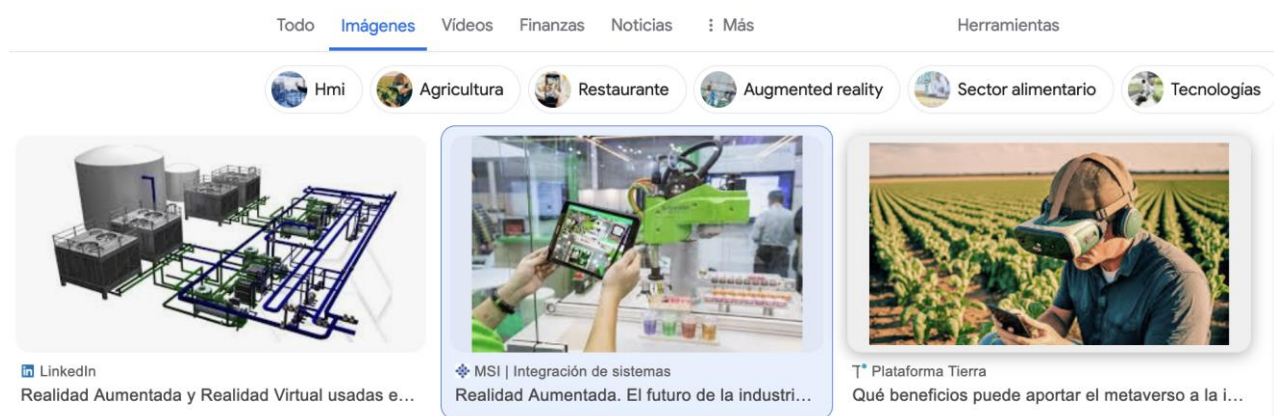 Todo Imágenes Vídeos Finanzas Noticias Más Herramientas
Hmi Agricultura Restaurante Augmented reality Sector alimentario Tecnologías
LinkedIn
Realidad Aumentada y Realidad Virtual usadas e...
MSI | Integración de sistemas
Realidad Aumentada. El futuro de la industri...
Plataforma Tierra
Qué beneficios puede aportar el metaverso a la i...